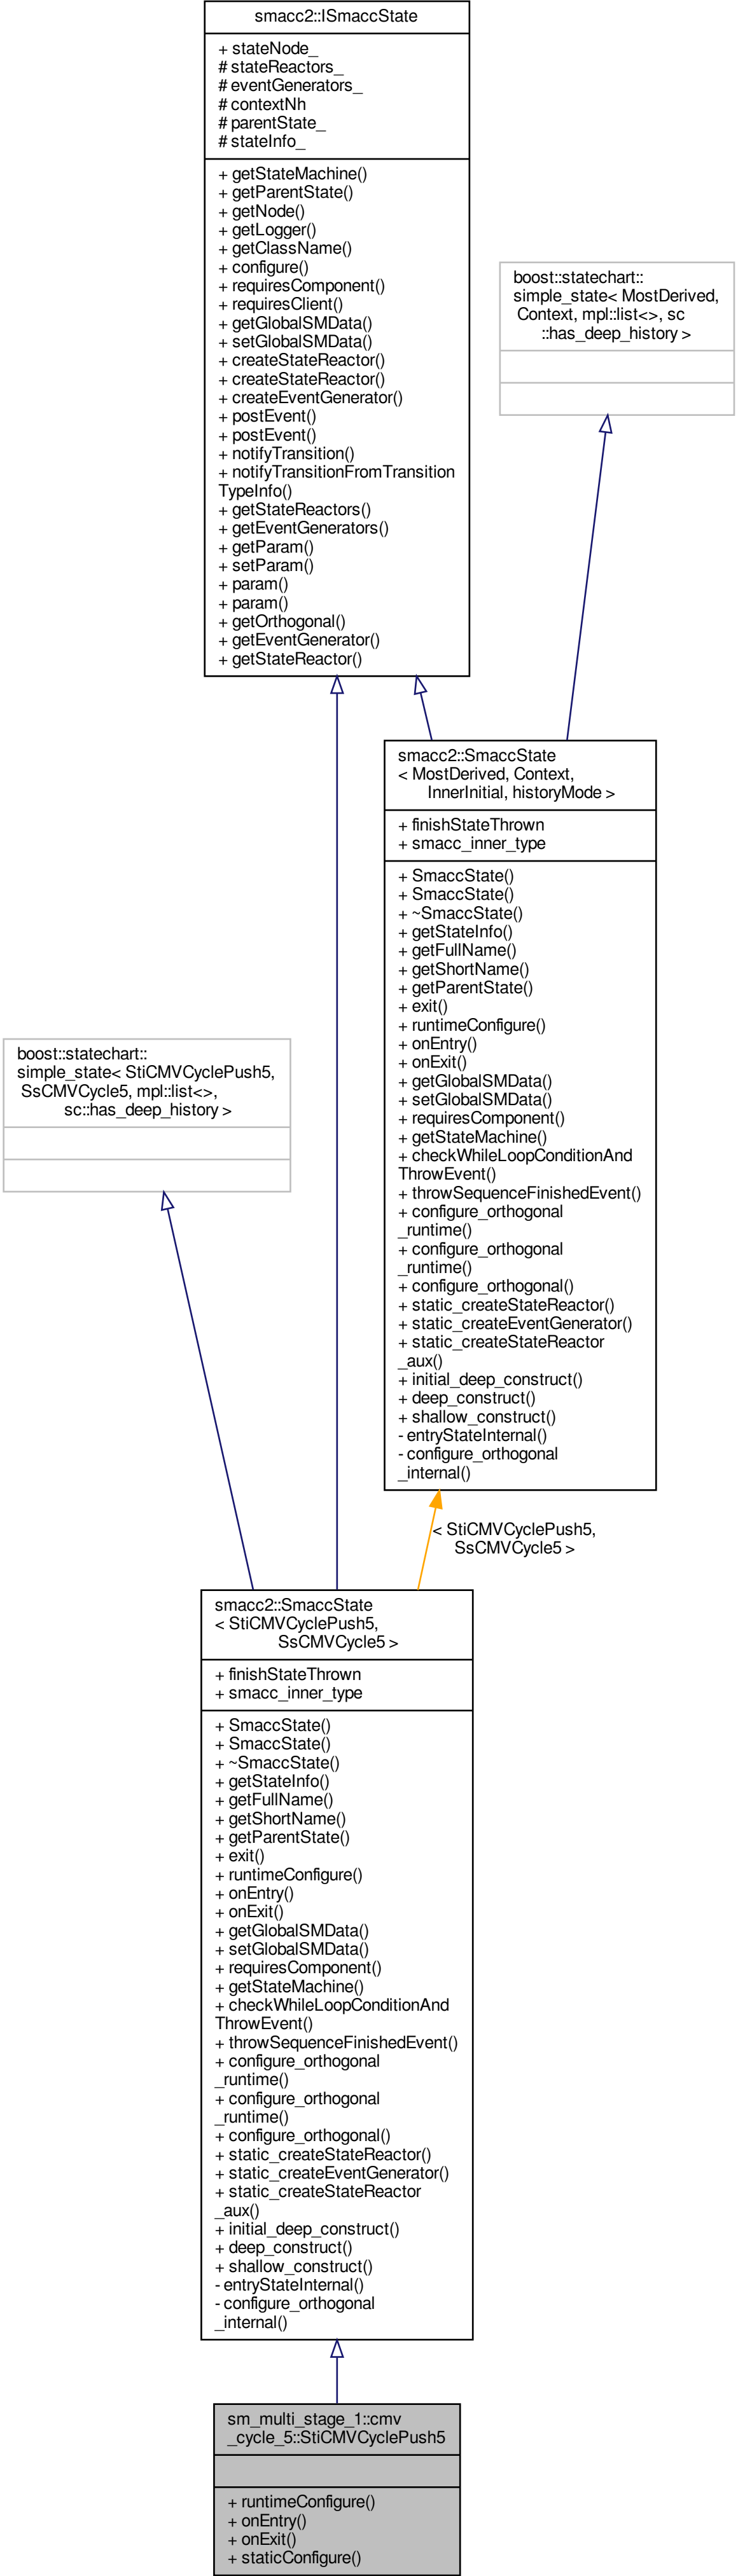 smacc2::ISmaccState
+ stateNode_
# stateReactors_
# eventGenerators_
# contextNh
# parentState_
# stateInfo_
+ getStateMachine()
+ getParentState()
+ getNode()
+ getLogger()
+ getClassName()
+ configure()
+ requiresComponent()
+ requiresClient()
+ getGlobalSMData()
+ setGlobalSMData()
+ createStateReactor()
+ createStateReactor()
+ createEventGenerator()
+ postEvent()
+ postEvent()
+ notifyTransition()
+ notifyTransitionFromTransition
TypeInfo()
+ getStateReactors()
+ getEventGenerators()
+ getParam()
+ setParam()
+ param()
+ param()
+ getOrthogonal()
+ getEventGenerator()
+ getStateReactor()
boost::statechart::
simple_state< MostDerived,
Context, mpl::list<>, sc
::has_deep_history >
smacc2::SmaccState
< MostDerived, Context,
InnerInitial, historyMode >
+ finishStateThrown
+ smacc_inner_type
+ SmaccState()
+ SmaccState()
+ ~SmaccState()
+ getStateInfo()
+ getFullName()
+ getShortName()
+ getParentState()
+ exit()
+ runtimeConfigure()
+ onEntry()
+ onExit()
+ getGlobalSMData()
+ setGlobalSMData()
+ requiresComponent()
+ getStateMachine()
+ checkWhileLoopConditionAnd
ThrowEvent()
+ throwSequenceFinishedEvent()
+ configure_orthogonal
_runtime()
+ configure_orthogonal
_runtime()
+ configure_orthogonal()
+ static_createStateReactor()
+ static_createEventGenerator()
+ static_createStateReactor
_aux()
+ initial_deep_construct()
+ deep_construct()
+ shallow_construct()
- entryStateInternal()
- configure_orthogonal
_internal()
boost::statechart::
simple_state< StiCMVCyclePush5,
SsCMVCycle5, mpl::list<>,
sc::has_deep_history >
< StiCMVCyclePush5,
SsCMVCycle5 >
smacc2::SmaccState
< StiCMVCyclePush5,
SsCMVCycle5 >
+ finishStateThrown
+ smacc_inner_type
+ SmaccState()
+ SmaccState()
+ ~SmaccState()
+ getStateInfo()
+ getFullName()
+ getShortName()
+ getParentState()
+ exit()
+ runtimeConfigure()
+ onEntry()
+ onExit()
+ getGlobalSMData()
+ setGlobalSMData()
+ requiresComponent()
+ getStateMachine()
+ checkWhileLoopConditionAnd
ThrowEvent()
+ throwSequenceFinishedEvent()
+ configure_orthogonal
_runtime()
+ configure_orthogonal
_runtime()
+ configure_orthogonal()
+ static_createStateReactor()
+ static_createEventGenerator()
+ static_createStateReactor
_aux()
+ initial_deep_construct()
+ deep_construct()
+ shallow_construct()
- entryStateInternal()
- configure_orthogonal
_internal()
sm_multi_stage_1::cmv
_cycle_5::StiCMVCyclePush5
+ runtimeConfigure()
+ onEntry()
+ onExit()
+ staticConfigure()